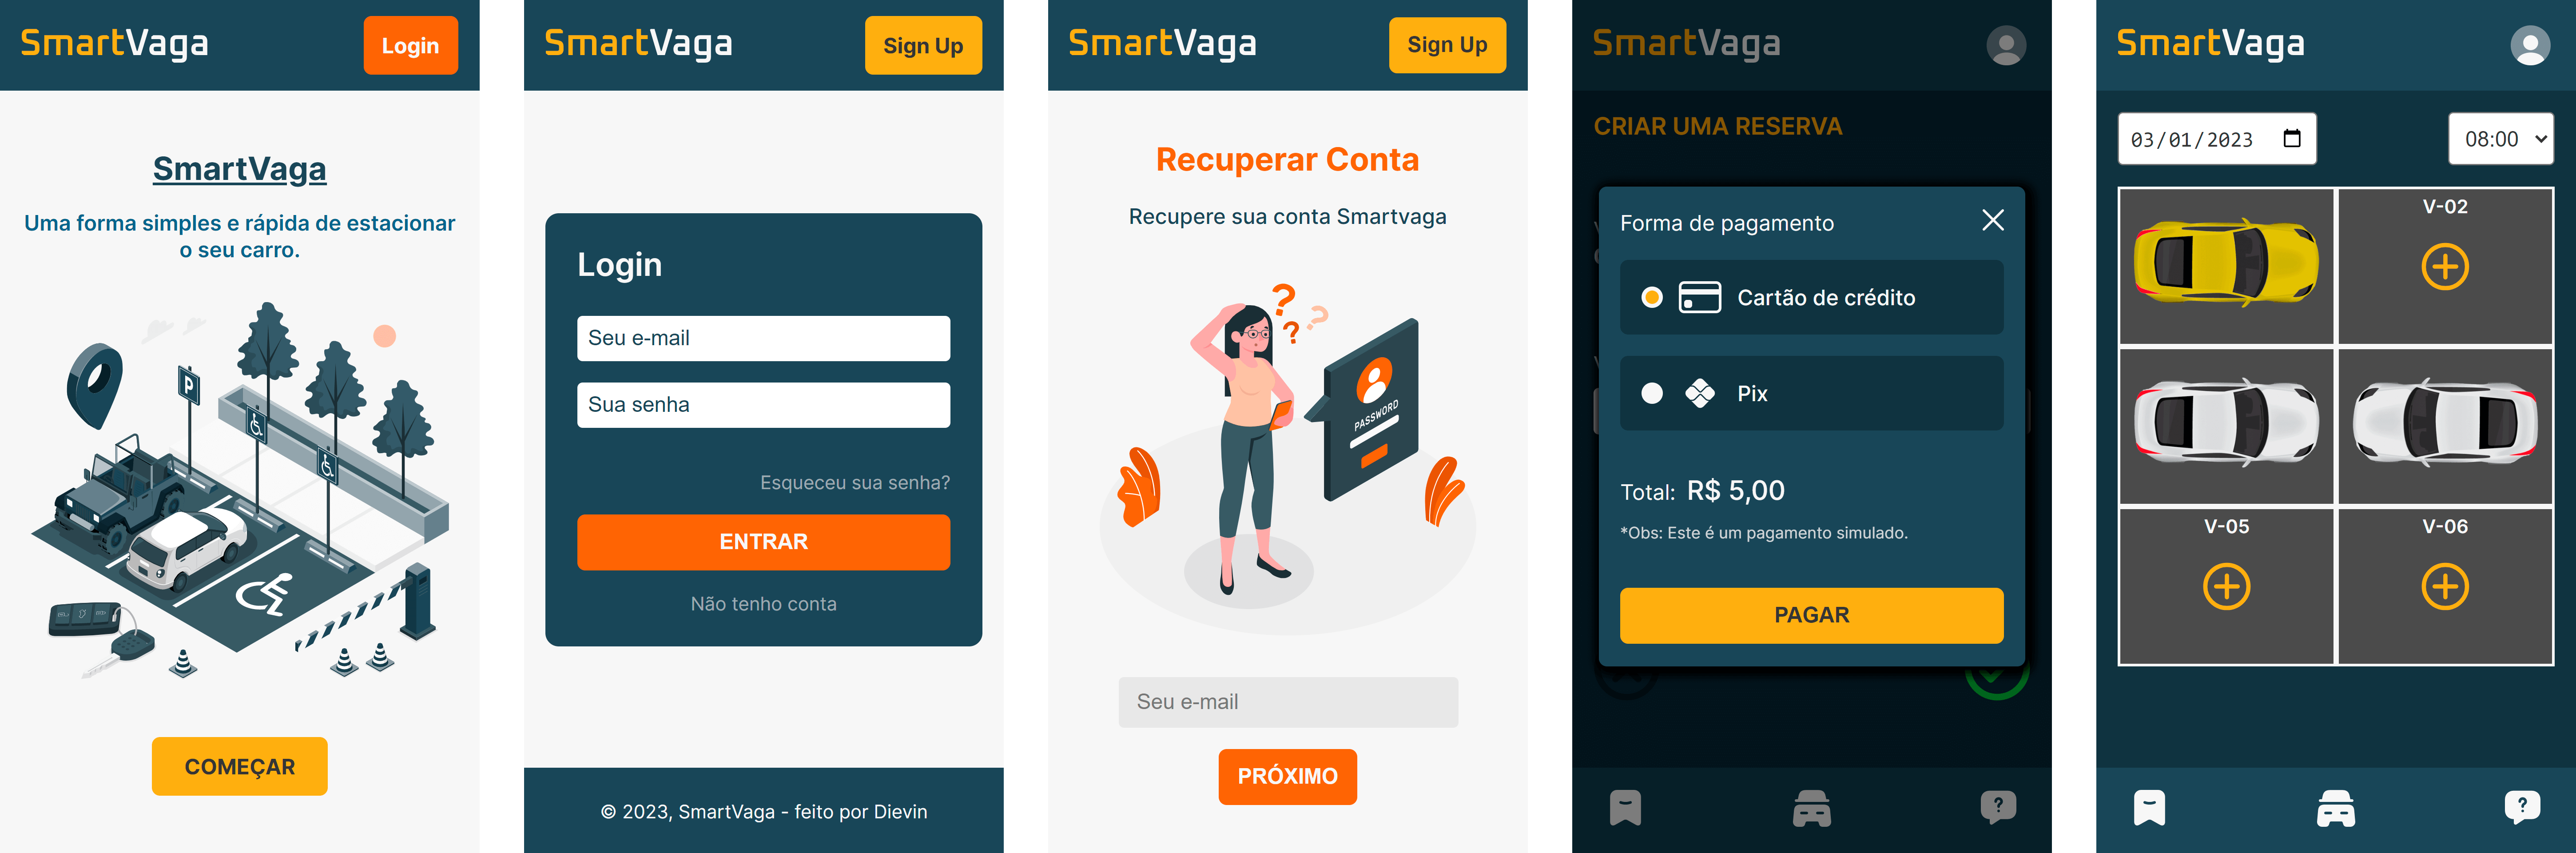 SmartVaga
Login
SmartVaga
Uma forma simples e rápida de estacionar
o seu carro.
P
COMEÇAR
SmartVaga
Sign Up
Login
Seu e-mail
Sua senha
Esqueceu sua senha?
ENTRAR
Não tenho conta
© 2023, SmartVaga - feito por Dievin
SmartVaga
Sign Up
Recuperar Conta
Recupere sua conta Smartvaga
? ? ?
PASSWORD
Seu e-mail
PRÓXIMO
SmartVaga
CRIAR UMA RESERVA
Forma de pagamento
Cartão de crédito
Pix
Total: R$ 5,00
*Obs: Este é um pagamento simulado.
PAGAR
?
SmartVaga
03/01/2023
08:00
V-02
V-05
V-06
?